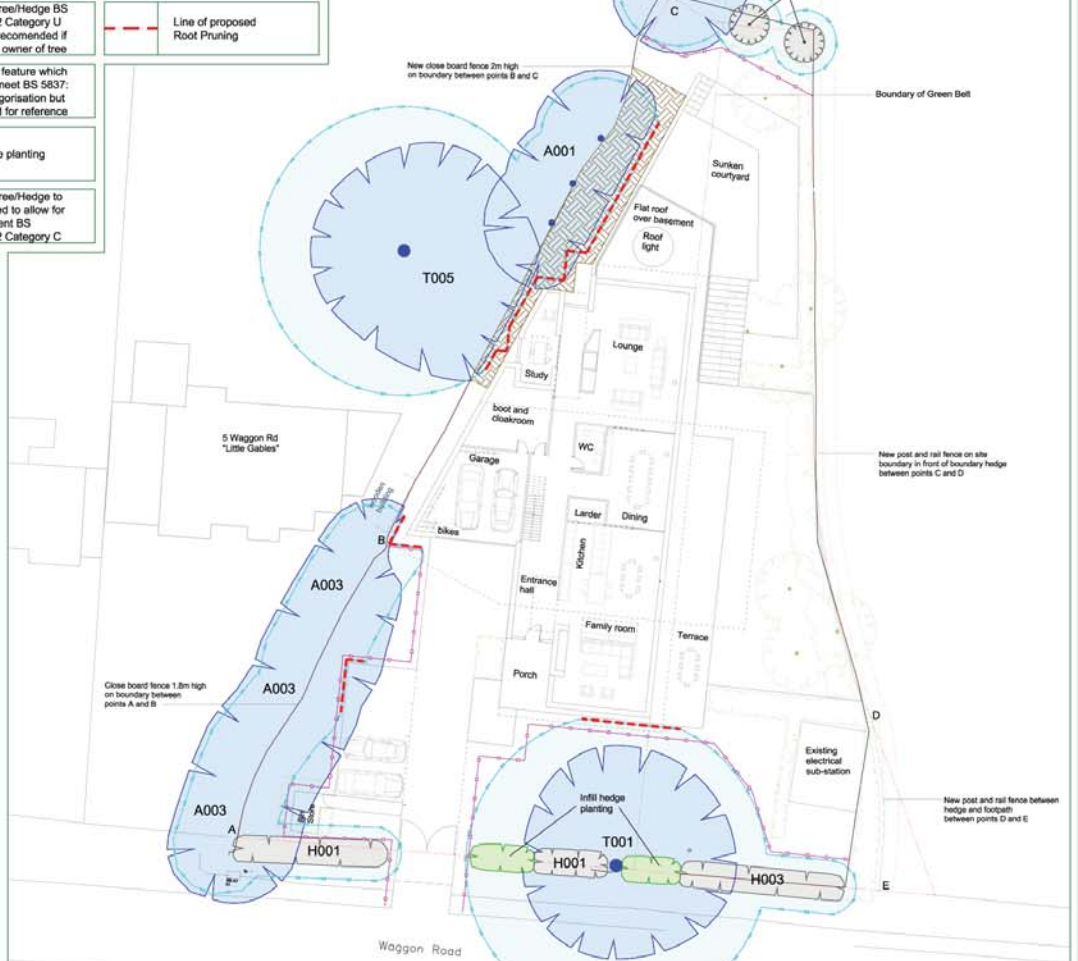 ree/Hedge BS
2 Category U
recomended if
owner of tree
Line of proposed
Root Pruning
feature which
meet BS 5837:
gorisation but
for reference
planting
ree/Hedge to
ed to allow for
ent BS
2 Category C
C
New close board fence 2m high
on boundary between points B and C
Boundary of Green Belt
A001
Sunken
courtyard
Flat roof
over basement
Roof
light
T005
Lounge
Study
boot and
cloakroom
5 Waggon Rd
"Little Gables"
WC
Garage
New post and rail fence on site
boundary in front of boundary hedge
between points C and D
Larder
Dining
bikes
B
Kitchen
A003
Entrance
hall
Family room
Terrace
Porch
A003
Close board fence 1.8m high
on boundary between
points A and B
D
Existing
electrical
sub-station
Infill hedge
planting
New post and rail fence between
hedge and footpath
between points D and E
A003
A
T001
H001
H001
H003
E
Waggon Road